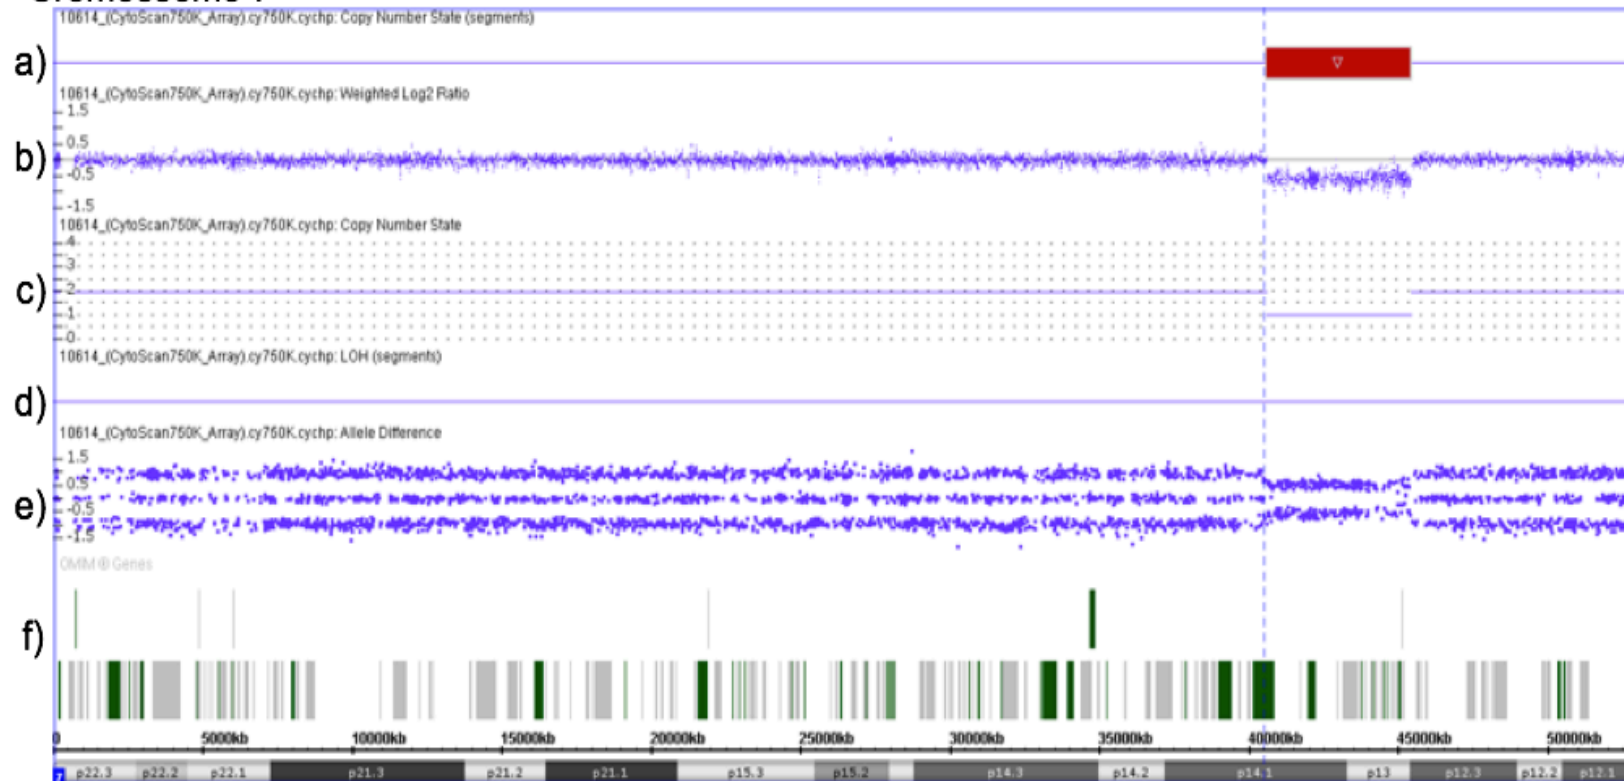 10614_(CytoScan750K_Array).cy750K.cychp: Copy Number State (segments)
a)
10614_(CytoScan750K_Array).cy750K.cychp: Weighted Log2 Ratio
1.5
0.5
b)
-0.5
-1.5
10614_(CytoScan750K_Array).cy750K.cychp: Copy Number State
4
3
c)
2
1
0
10614_(CytoScan750K_Array).cy750K.cychp: LOH (segments)
d)
10614_(CytoScan750K_Array).cy750K.cychp: Allele Difference
1.5
0.5
e)
-0.5
-1.5
OMIM ® Genes
f)
0 5000kb 10000kb 15000kb 20000kb 25000kb 30000kb 35000kb 40000kb 45000kb 50000kb
7 p22.3 p22.2 p22.1 p21.3 p21.2 p21.1 p15.3 p15.2 p14.3 p14.2 p14.1 p13 p12.3 p12.2 p12.1